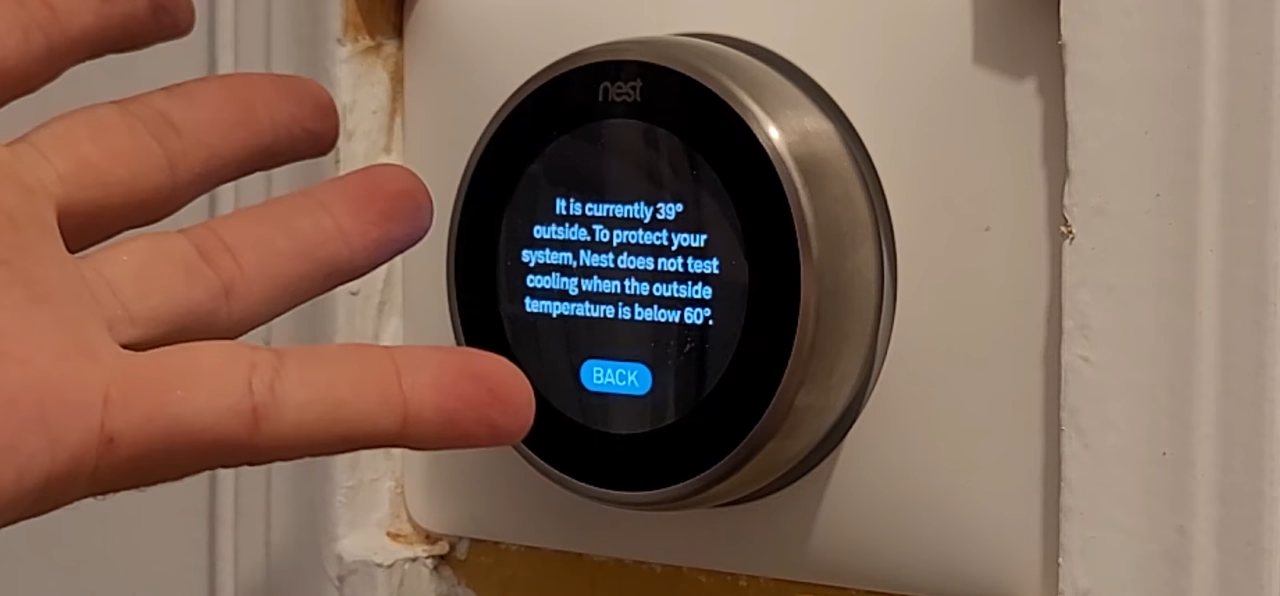 nest
It is currently 39°
outside. To protect your
system, Nest does not test
cooling when the outside
temperature is below 60°.
BACK